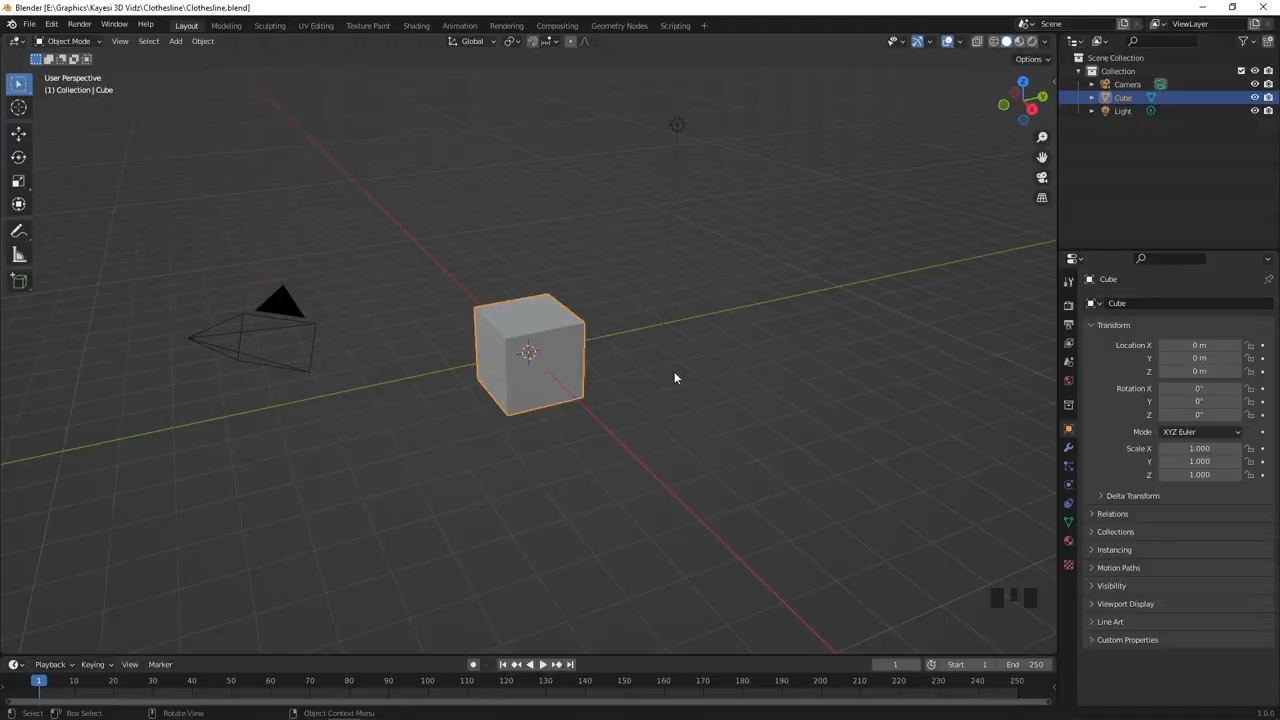 Blender [E:\Graphics\Kayesi 3D Vidz\Clothesline\Clothesline.blend]
File Edit Render Window Help Layout Modeling Sculpting UV Editing Texture Paint Shading Animation Rendering Compositing Geometry Nodes Scripting + Scene ViewLayer
Object Mode View Select Add Object Global
Options
User Perspective
(1) Collection | Cube
Z
Y
X
Scene Collection
Collection
Camera
Cube
Light
Cube
Cube
Transform
Location X 0 m
Y 0 m
Z 0 m
Rotation X 0°
Y 0°
Z 0°
Mode XYZ Euler
Scale X 1.000
Y 1.000
Z 1.000
Delta Transform
Relations
Collections
Instancing
Motion Paths
Visibility
Viewport Display
Line Art
Custom Properties
Playback Keying View Marker 1 Start 1 End 250
1 10 20 30 40 50 60 70 80 90 100 110 120 130 140 150 160 170 180 190 200 210 220 230 240 250
Select Box Select Rotate View Object Context Menu 3.0.0